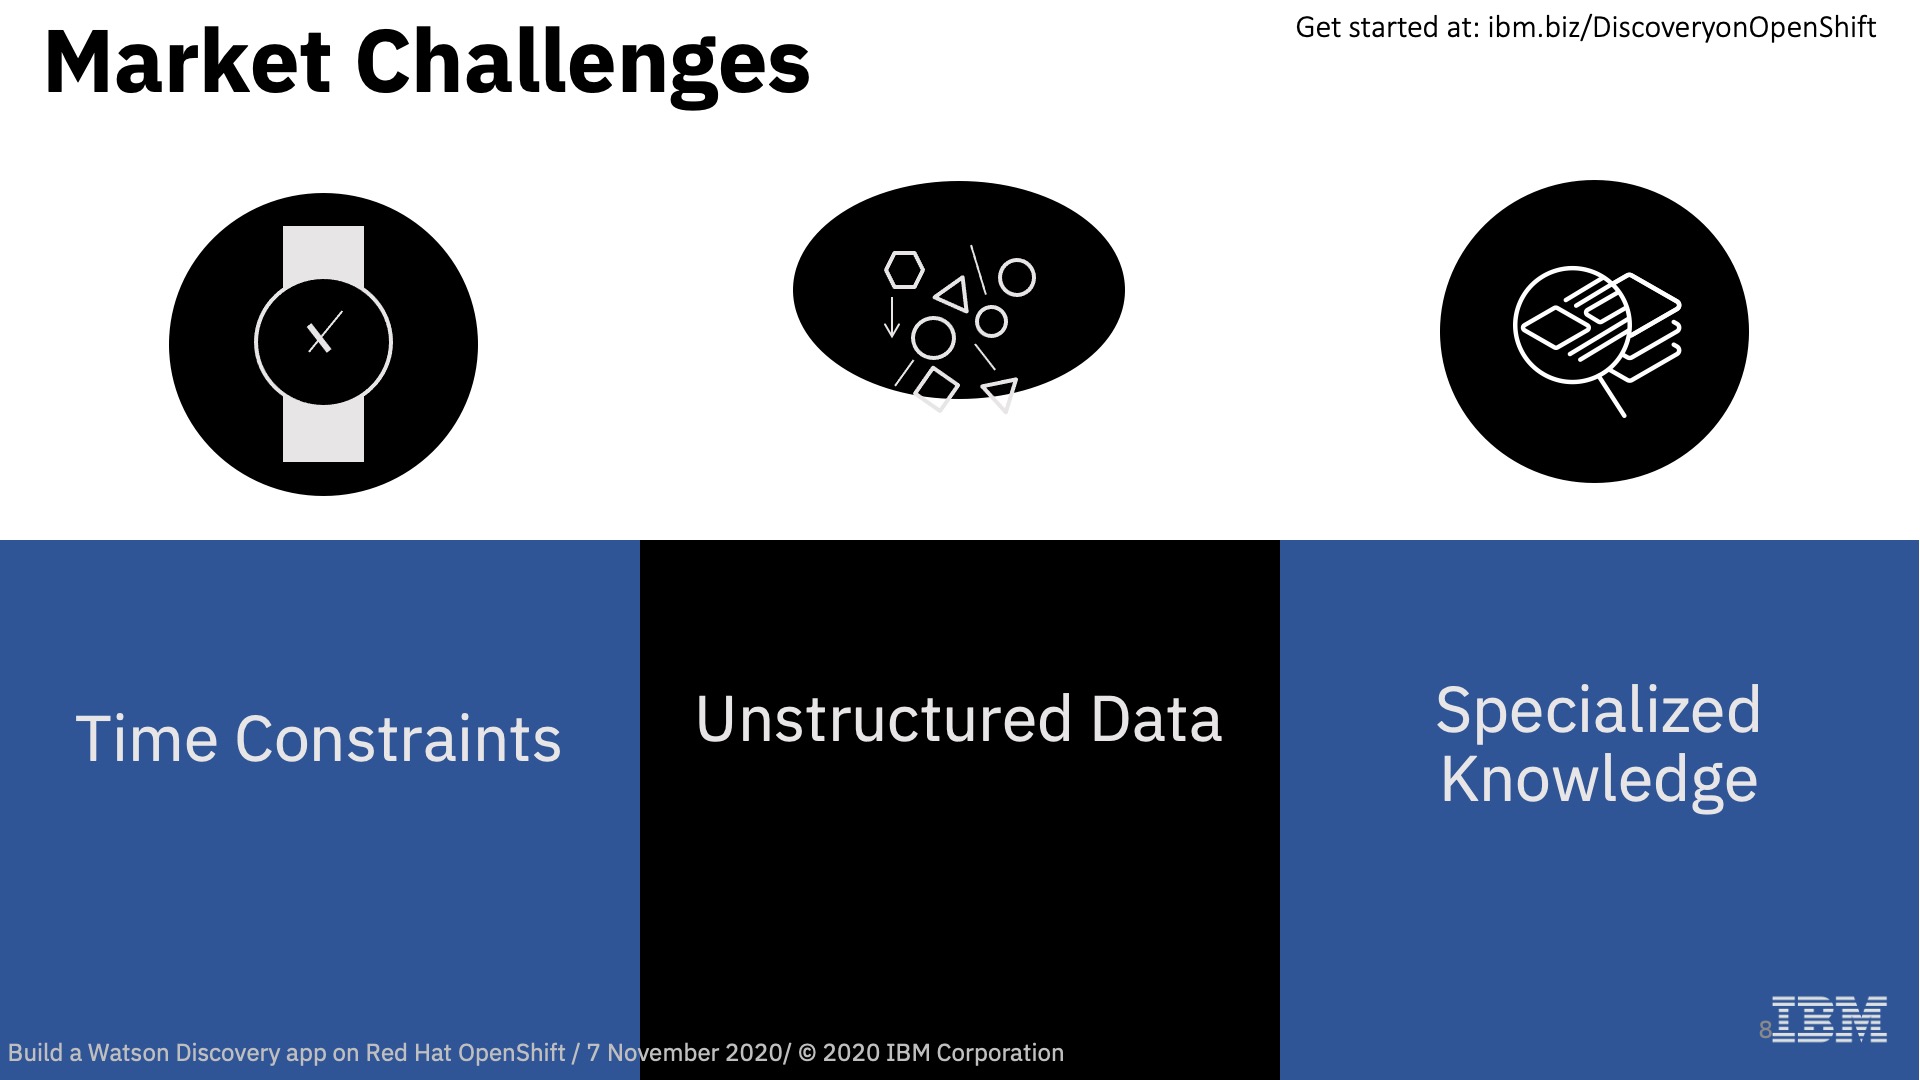 Market Challenges
Get started at: ibm.biz/DiscoveryonOpenShift
Time Constraints
Unstructured Data
Specialized
Knowledge
Build a Watson Discovery app on Red Hat OpenShift / 7 November 2020/ © 2020 IBM Corporation
8
IBM